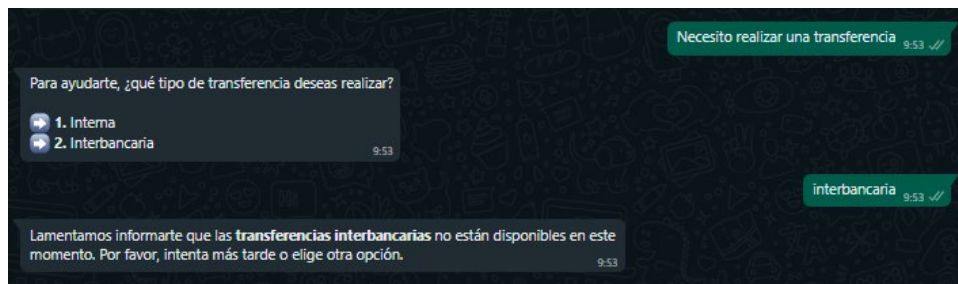 Necesito realizar una transferencia 9:53
Para ayudarte, ¿qué tipo de transferencia deseas realizar?
➡️ 1. Interna
➡️ 2. Interbancaria
9:53
interbancaria 9:53
Lamentamos informarte que las transferencias interbancarias no están disponibles en este
momento. Por favor, intenta más tarde o elige otra opción.
9:53